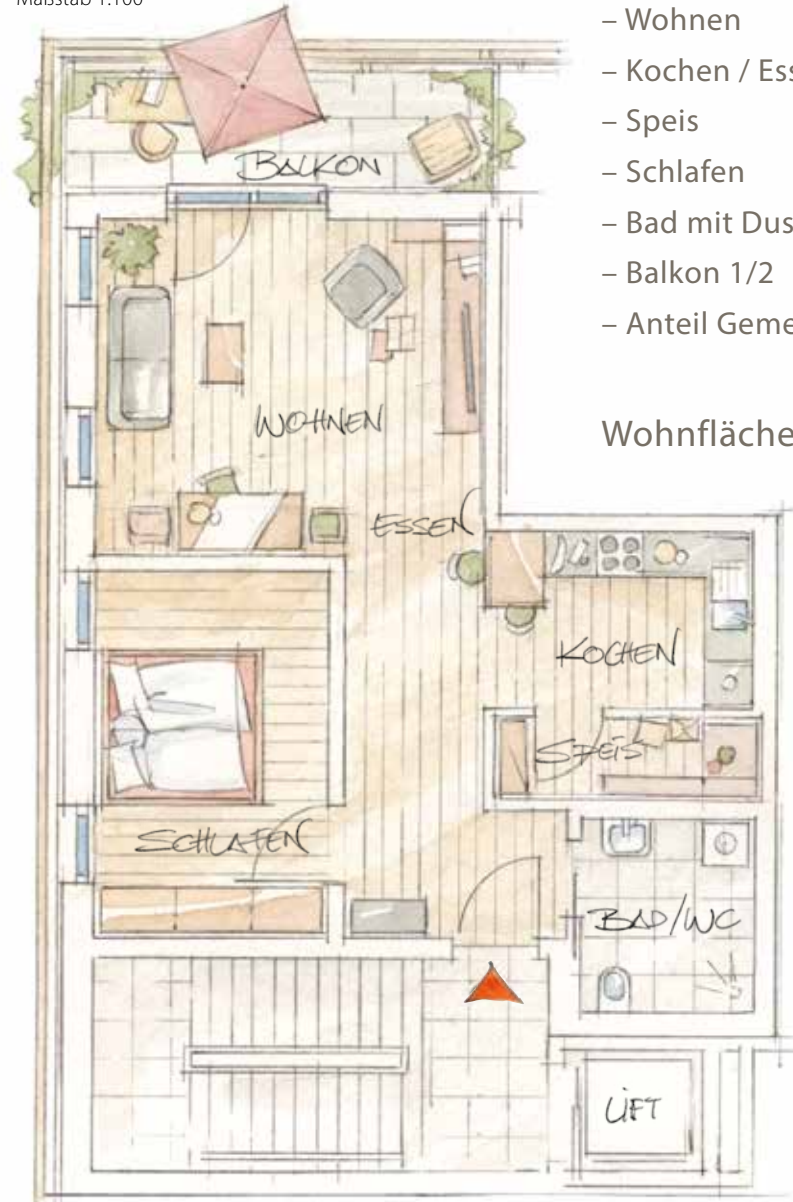 Maßstab 1:100
– Wohnen
– Kochen / Ess
– Speis
– Schlafen
– Bad mit Dus
– Balkon 1/2
– Anteil Geme
Wohnfläche
BALKON
WOHNEN
ESSEN
KOCHEN
SPEIS
SCHLAFEN
BAD/WC
LIFT